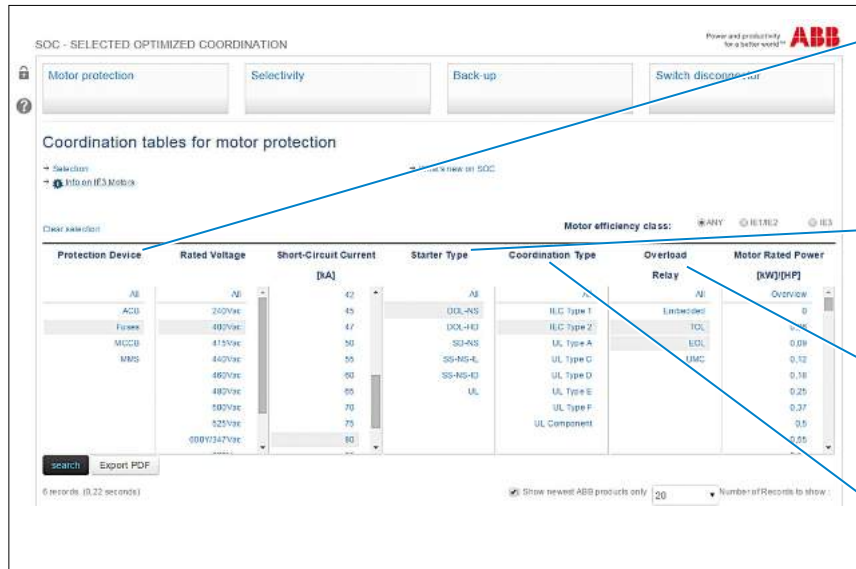 Power and productivity
for a better world™
ABB
SOC - SELECTED OPTIMIZED COORDINATION
Motor protection
Selectivity
Back-up
Switch disconnector
Coordination tables for motor protection
→ Selection
→ What's new on SOC
→ Info on IE3 Motors
Clear selection
Motor efficiency class: ANY IE1/IE2 IE3
Protection Device Rated Voltage Short-Circuit Current Starter Type Coordination Type Overload Motor Rated Power
[kA] Relay [kW]/[HP]
All All 42 All All All Overview
ACB 240Vac 45 DOL-NS IEC Type 1 Embedded 0
Fuses 400Vac 47 DOL-HD IEC Type 2 TOL 0,06
MCCB 415Vac 50 SD-NS UL Type A EOL 0,09
MMS 440Vac 55 SS-NS-IL UL Type C UMC 0,12
460Vac 60 SS-NS-ID UL Type D 0,18
480Vac 65 UL UL Type E 0,25
500Vac 70 UL Type F 0,37
525Vac 75 UL Component 0,5
600Y/347Vac 80 0,55
search Export PDF
6 records. (0,22 seconds)
Show newest ABB products only 20 Number of Records to show :